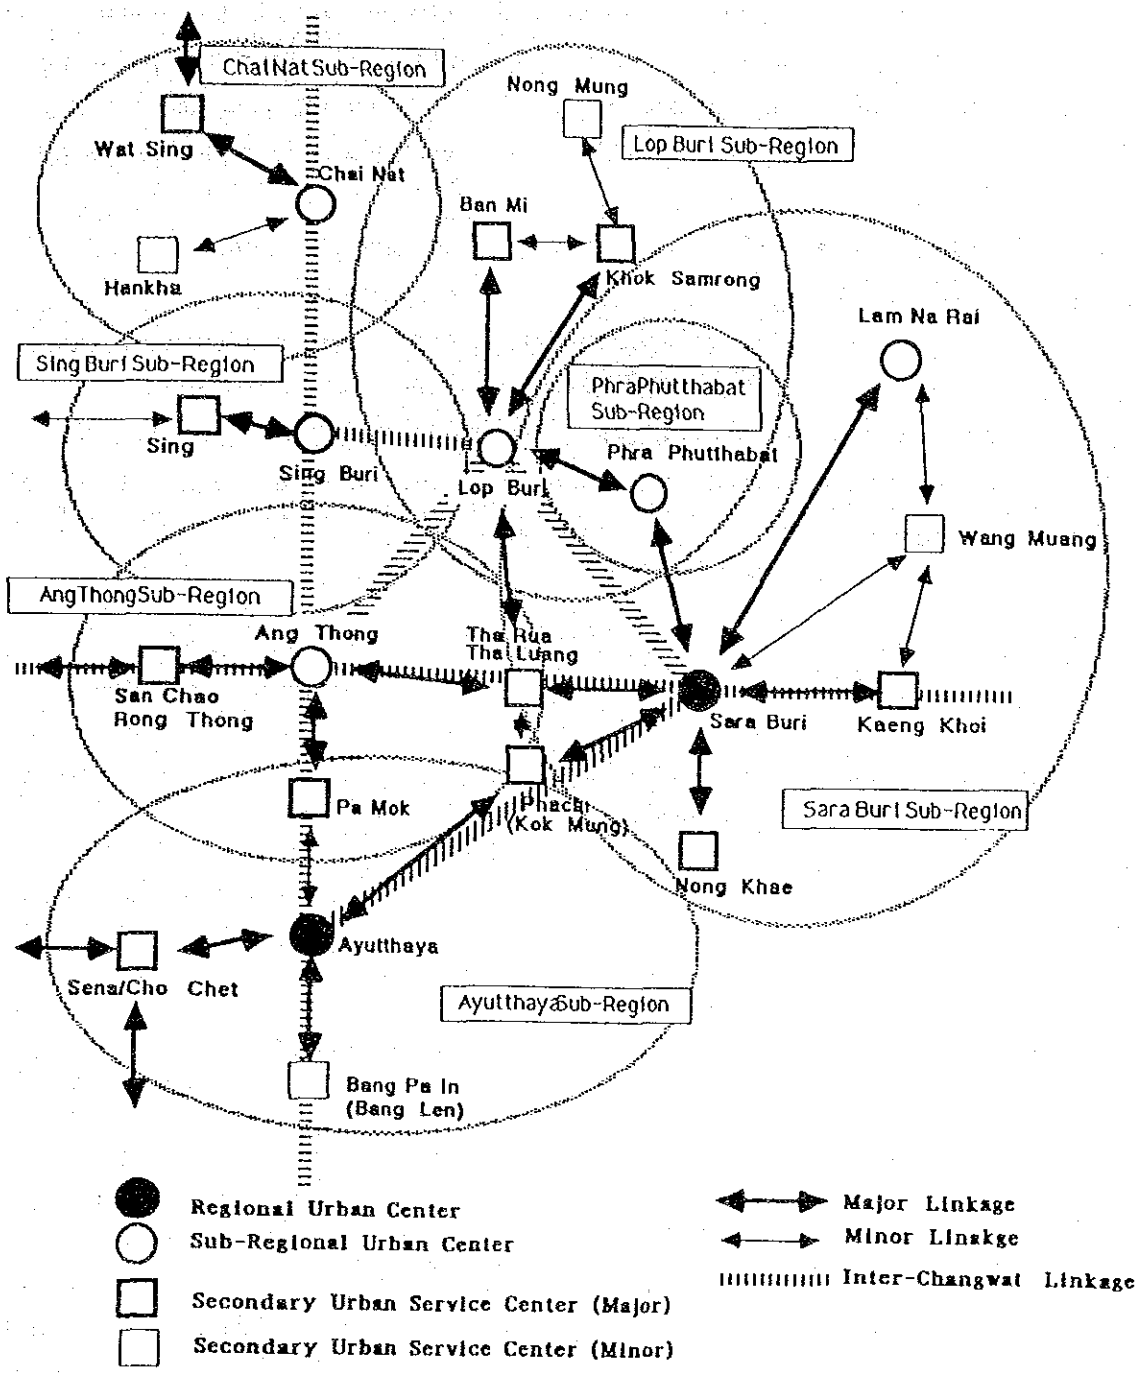 Chai Nat Sub-Region
Nong Mung
Lop Buri Sub-Region
Wat Sing
Chai Nat
Ban Mi
Hankha
Khok Samrong
Lam Na Rai
Sing Buri Sub-Region
Phra Phutthabat
Sub-Region
Sing
Sing Buri
Phra Phutthabat
Lop Buri
Wang Muang
Ang Thong Sub-Region
Ang Thong
Tha Rua
Tha Luang
San Chao
Rong Thong
Sara Buri
Kaeng Khoi
Pa Mok
Phachi
(Kok Mung)
Sara Buri Sub-Region
Nong Khae
Ayutthaya
Sena/Cho Chet
Ayutthaya Sub-Region
Bang Pa In
(Bang Len)
Regional Urban Center
Sub-Regional Urban Center
Secondary Urban Service Center (Major)
Secondary Urban Service Center (Minor)
Major Linkage
Minor Linakge
Inter-Changwat Linkage